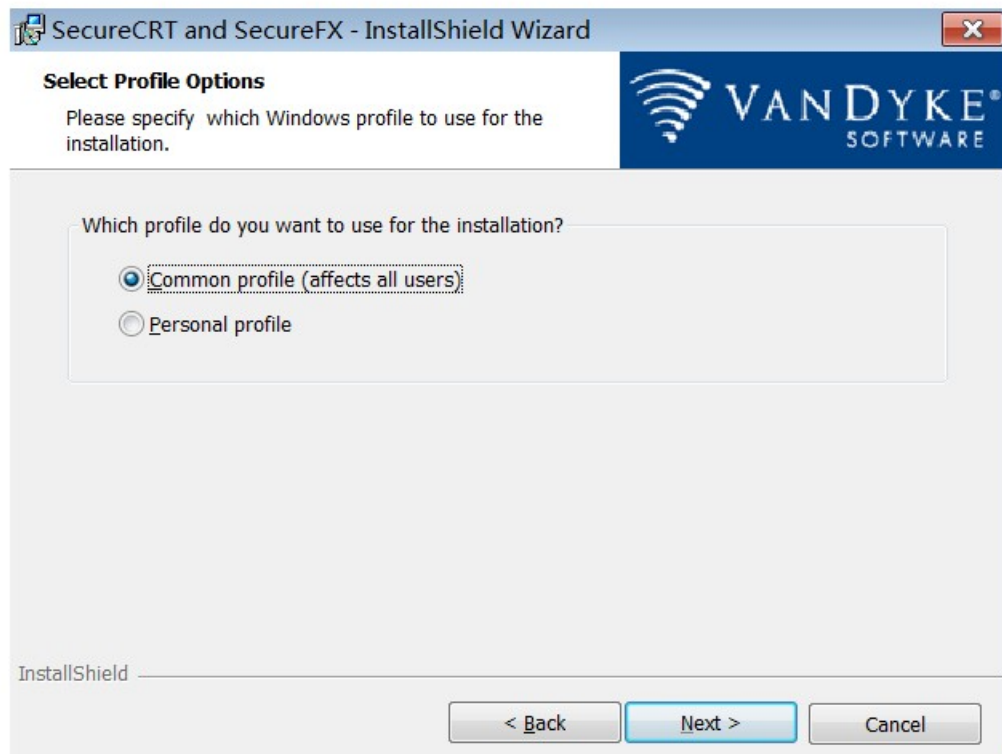 SecureCRT and SecureFX - InstallShield Wizard
Select Profile Options
Please specify which Windows profile to use for the
installation.
VANDYKE®
SOFTWARE
Which profile do you want to use for the installation?
Common profile (affects all users)
Personal profile
InstallShield
< Back
Next >
Cancel